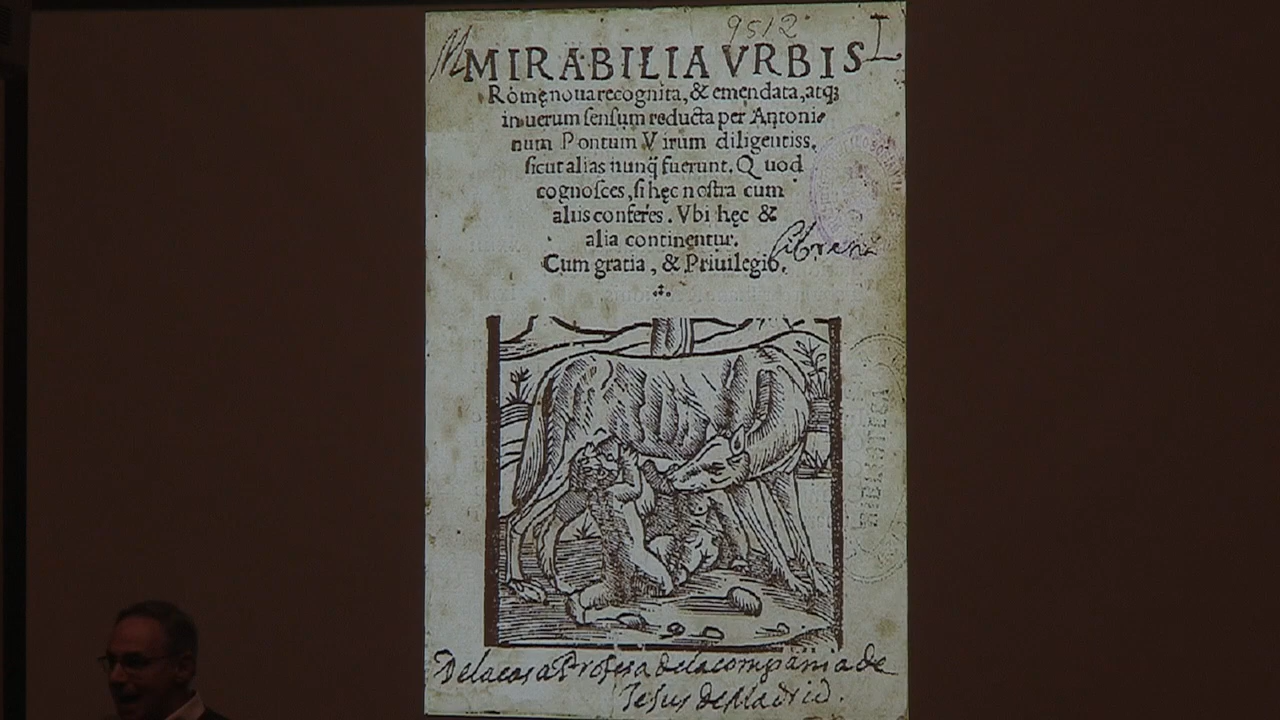 9512
M MIRABILIA VRBIS L
Romę noua recognita, & emendata, atq;
in uerum sensum reducta per Antoni=
num Pontum Virum diligentiss.
sicut alias nunq̃ fuerunt. Quod
cognosces, si hęc nostra cum
aliis conferes. Vbi hęc &
alia continentur.
Cum gratia, & Priuilegio.
De la casa Profesa de la compania de
Jesus de Madrid.
BIBLIOTECA